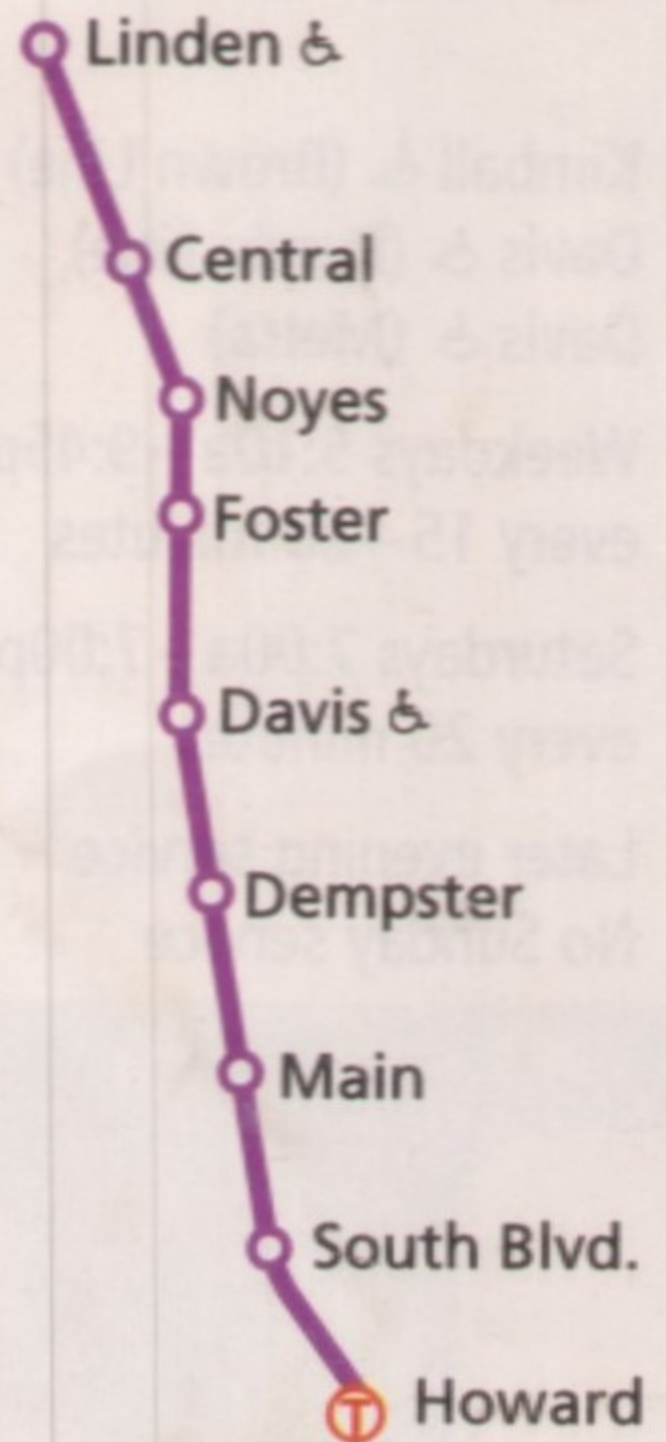 Linden ♿
Central
Noyes
Foster
Davis ♿
Dempster
Main
South Blvd.
T Howard